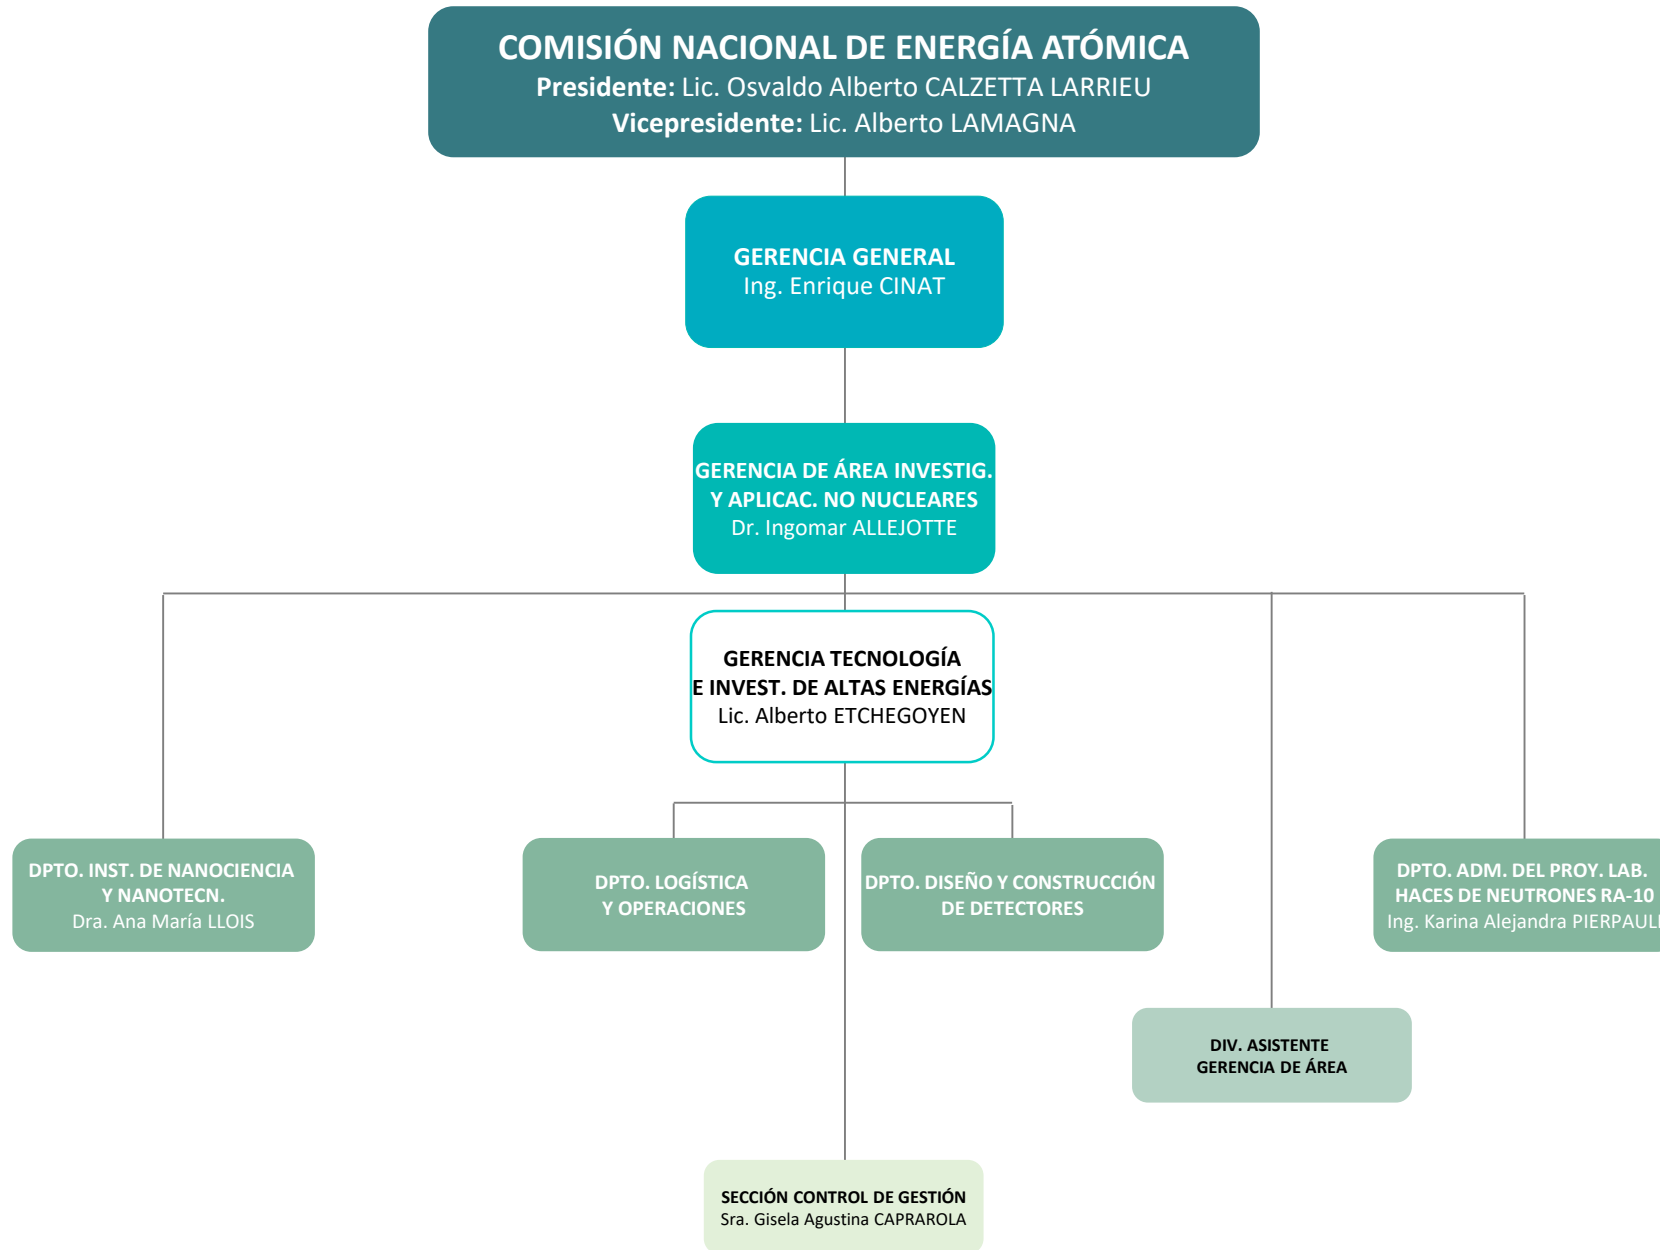 COMISIÓN NACIONAL DE ENERGÍA ATÓMICA
Presidente: Lic. Osvaldo Alberto CALZETTA LARRIEU
Vicepresidente: Lic. Alberto LAMAGNA
GERENCIA GENERAL
Ing. Enrique CINAT
GERENCIA DE ÁREA INVESTIG.
Y APLICAC. NO NUCLEARES
Dr. Ingomar ALLEJOTTE
GERENCIA TECNOLOGÍA
E INVEST. DE ALTAS ENERGÍAS
Lic. Alberto ETCHEGOYEN
DPTO. INST. DE NANOCIENCIA
Y NANOTECN.
Dra. Ana María LLOIS
DPTO. LOGÍSTICA
Y OPERACIONES
DPTO. DISEÑO Y CONSTRUCCIÓN
DE DETECTORES
DPTO. ADM. DEL PROY. LAB.
HACES DE NEUTRONES RA-10
Ing. Karina Alejandra PIERPAULI
DIV. ASISTENTE
GERENCIA DE ÁREA
SECCIÓN CONTROL DE GESTIÓN
Sra. Gisela Agustina CAPRAROLA